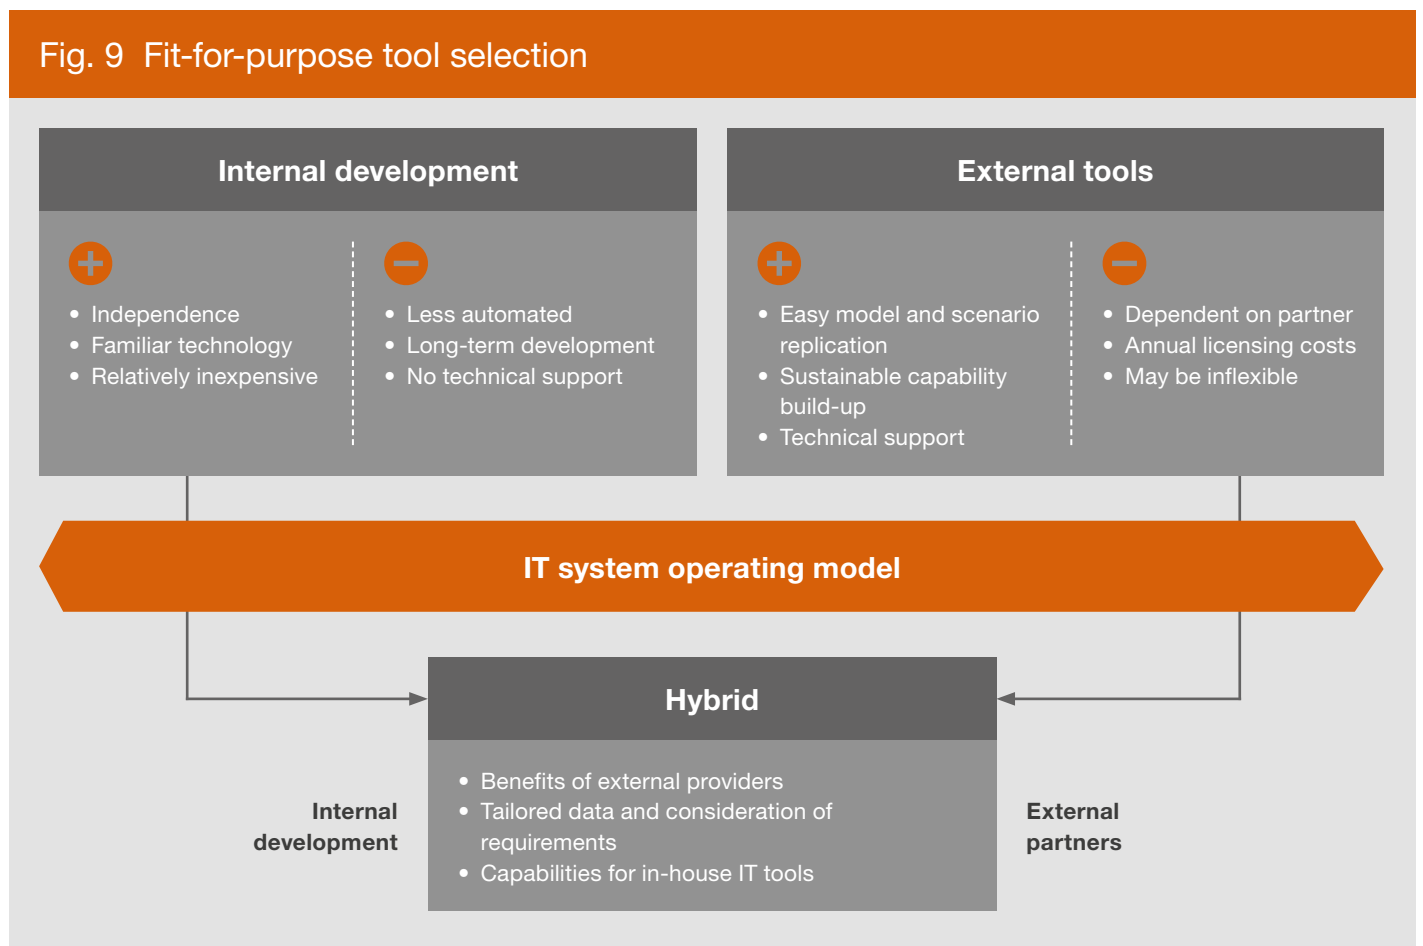 Fig. 9 Fit-for-purpose tool selection
Internal development
• Independence
• Familiar technology
• Relatively inexpensive
• Less automated
• Long-term development
• No technical support
External tools
• Easy model and scenario
replication
• Sustainable capability
build-up
• Technical support
• Dependent on partner
• Annual licensing costs
• May be inflexible
IT system operating model
Hybrid
• Benefits of external providers
• Tailored data and consideration of
requirements
• Capabilities for in-house IT tools
Internal
development
External
partners